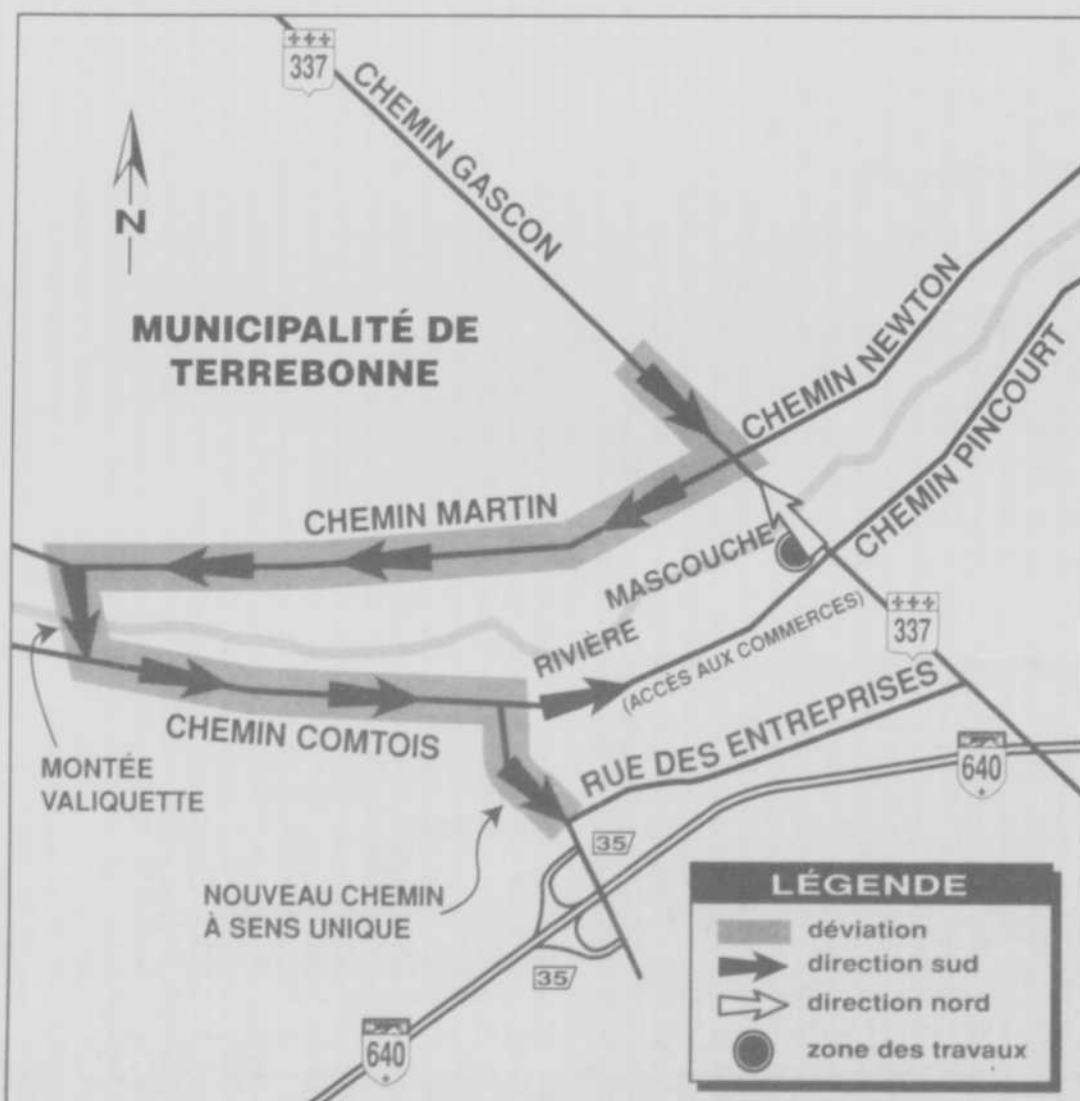 337
CHEMIN GASCON
N
MUNICIPALITÉ DE
TERREBONNE
CHEMIN NEWTON
CHEMIN PINCOURT
CHEMIN MARTIN
RIVIÈRE MASCOUCHE
(ACCÈS AUX COMMERCES)
337
CHEMIN COMTOIS
RUE DES ENTREPRISES
MONTÉE
VALIQUETTE
640
35
NOUVEAU CHEMIN
À SENS UNIQUE
35
640
LÉGENDE
déviation
direction sud
direction nord
zone des travaux